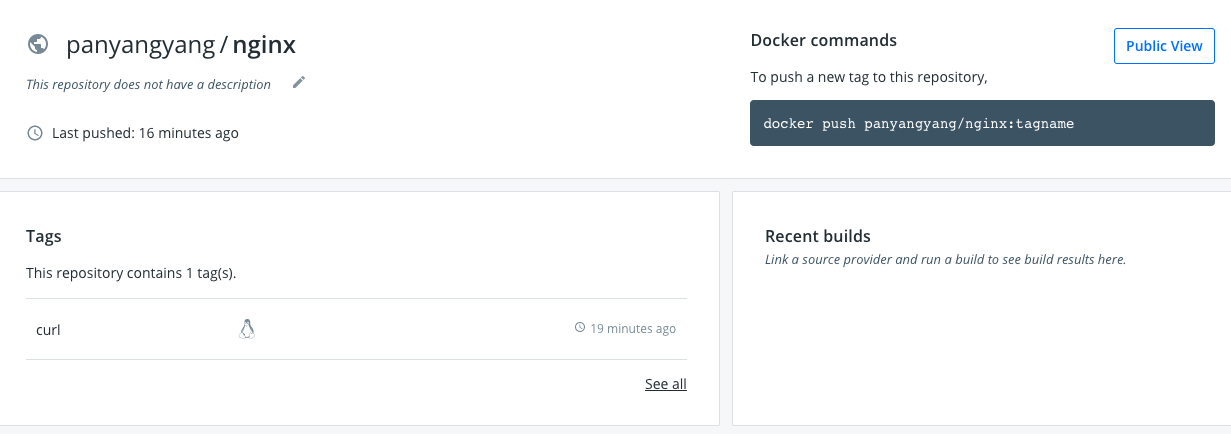 panyangyang / nginx
This repository does not have a description
Last pushed: 16 minutes ago
Docker commands
Public View
To push a new tag to this repository,
docker push panyangyang/nginx:tagname
Tags
This repository contains 1 tag(s).
curl
19 minutes ago
See all
Recent builds
Link a source provider and run a build to see build results here.